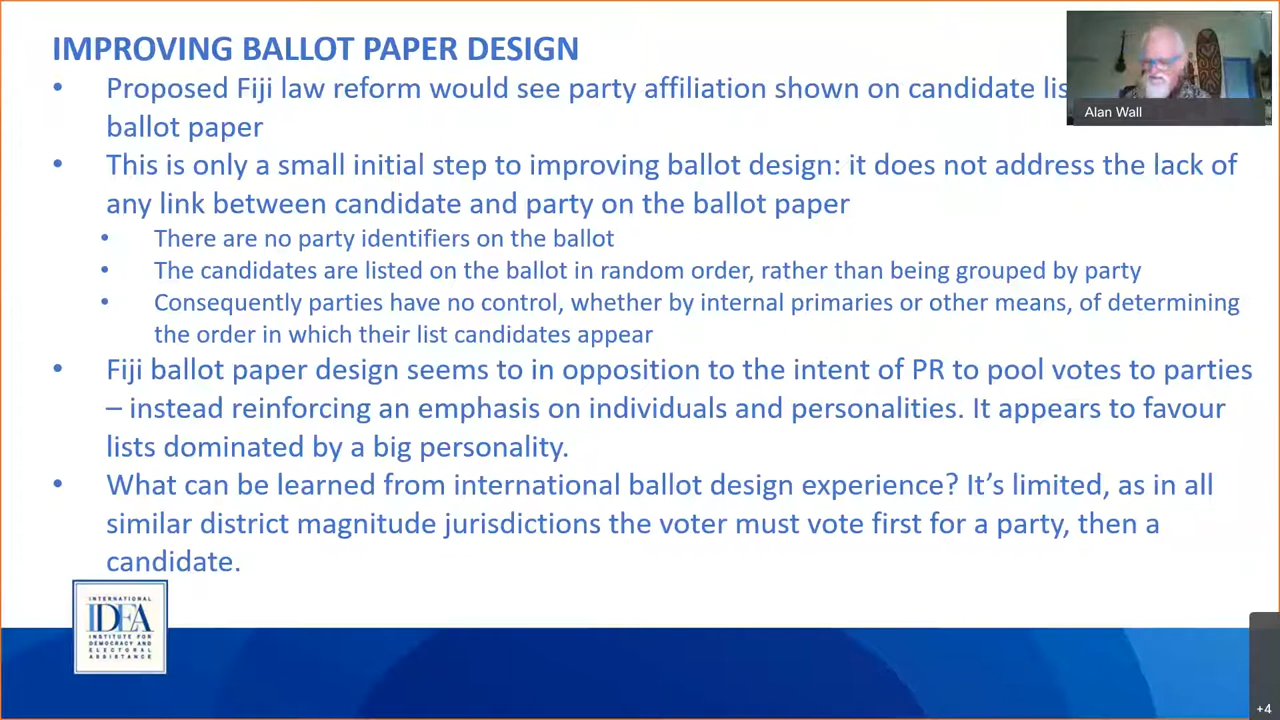 IMPROVING BALLOT PAPER DESIGN
• Proposed Fiji law reform would see party affiliation shown on candidate
ballot paper
• This is only a small initial step to improving ballot design: it does not address the lack of
any link between candidate and party on the ballot paper
• There are no party identifiers on the ballot
• The candidates are listed on the ballot in random order, rather than being grouped by party
• Consequently parties have no control, whether by internal primaries or other means, of determining
the order in which their list candidates appear
• Fiji ballot paper design seems to in opposition to the intent of PR to pool votes to parties
– instead reinforcing an emphasis on individuals and personalities. It appears to favour
lists dominated by a big personality.
• What can be learned from international ballot design experience? It’s limited, as in all
similar district magnitude jurisdictions the voter must vote first for a party, then a
candidate.
Alan Wall
INTERNATIONAL
IDEA
INSTITUTE FOR
DEMOCRACY AND
ELECTORAL
ASSISTANCE
+4